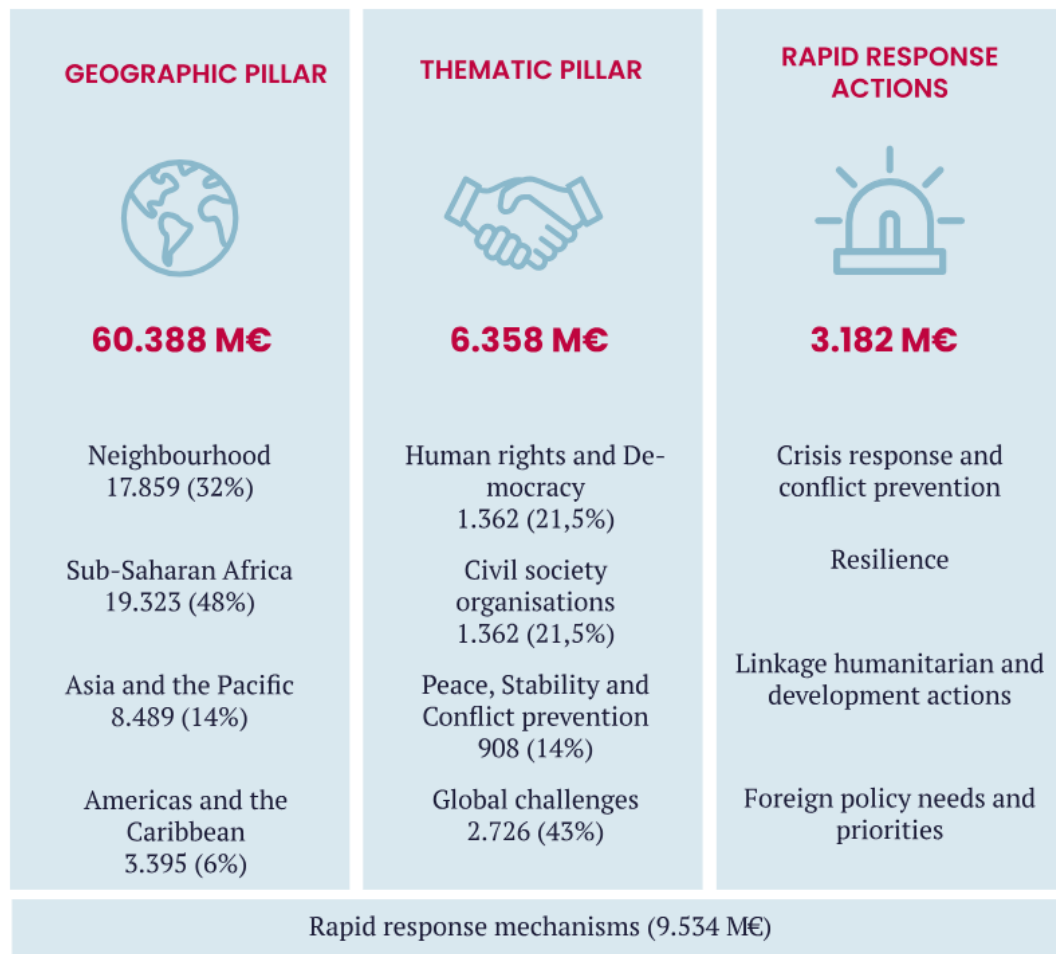 GEOGRAPHIC PILLAR
60.388 M€
Neighbourhood
17.859 (32%)
Sub-Saharan Africa
19.323 (48%)
Asia and the Pacific
8.489 (14%)
Americas and the
Caribbean
3.395 (6%)
THEMATIC PILLAR
6.358 M€
Human rights and De-
mocracy
1.362 (21,5%)
Civil society
organisations
1.362 (21,5%)
Peace, Stability and
Conflict prevention
908 (14%)
Global challenges
2.726 (43%)
RAPID RESPONSE
ACTIONS
3.182 M€
Crisis response and
conflict prevention
Resilience
Linkage humanitarian and
development actions
Foreign policy needs and
priorities
Rapid response mechanisms (9.534 M€)